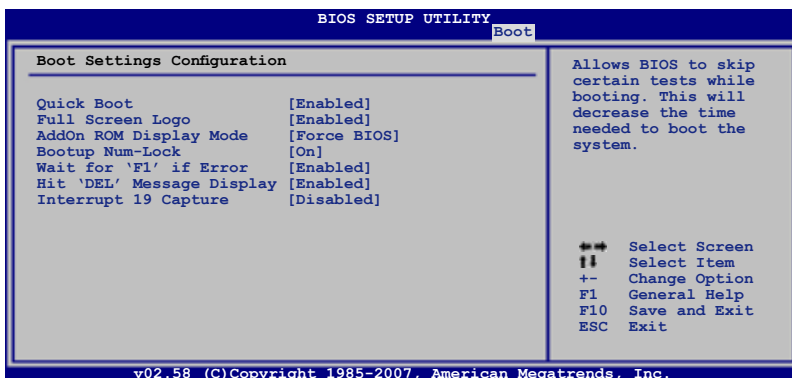 BIOS SETUP UTILITY
Boot
Boot Settings Configuration
Quick Boot [Enabled]
Full Screen Logo [Enabled]
AddOn ROM Display Mode [Force BIOS]
Bootup Num-Lock [On]
Wait for ‘F1’ if Error [Enabled]
Hit ‘DEL’ Message Display [Enabled]
Interrupt 19 Capture [Disabled]
Allows BIOS to skip
certain tests while
booting. This will
decrease the time
needed to boot the
system.
←→ Select Screen
↑↓ Select Item
+- Change Option
F1 General Help
F10 Save and Exit
ESC Exit
v02.58 (C)Copyright 1985-2007, American Megatrends, Inc.